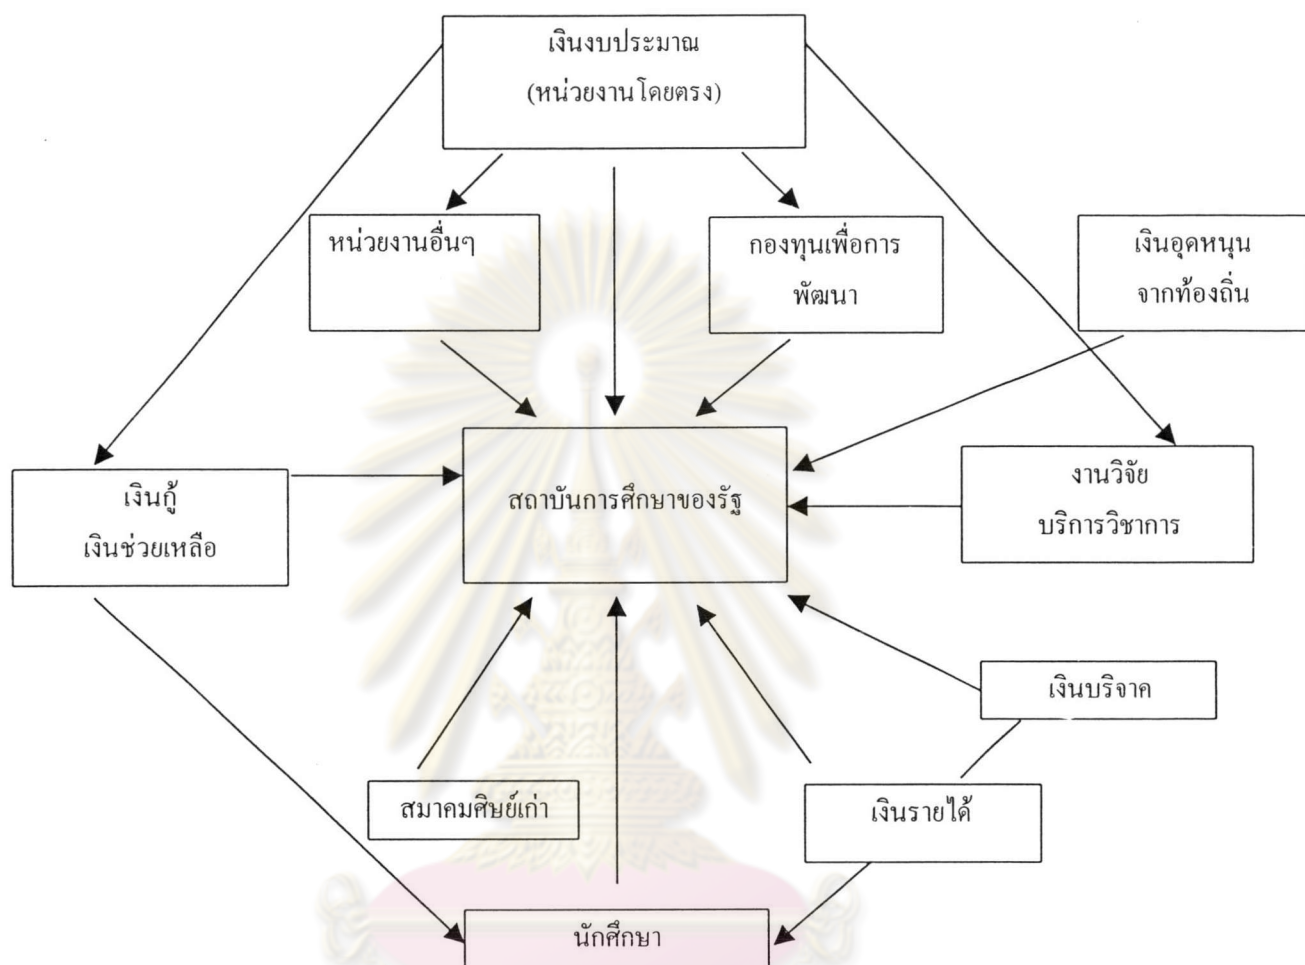 เงินงบประมาณ
(หน่วยงานโดยตรง)
หน่วยงานอื่นๆ
กองทุนเพื่อการ
พัฒนา
เงินอุดหนุน
จากท้องถิ่น
เงินกู้
เงินช่วยเหลือ
สถาบันการศึกษาของรัฐ
งานวิจัย
บริการวิชาการ
เงินบริจาค
สมาคมศิษย์เก่า
เงินรายได้
นักศึกษา